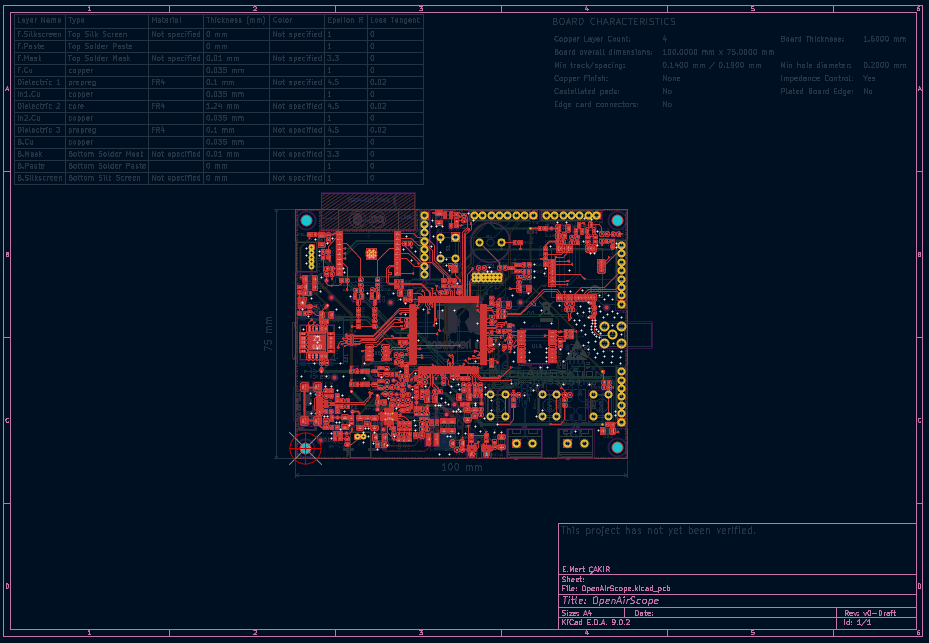 1 2 3 4 5 6
Layer Name Type Material Thickness (mm) Color Epsilon R Loss Tangent
F.Silkscreen Top Silk Screen Not specified 0 mm Not specified 1 0
F.Paste Top Solder Paste 0 mm 1 0
F.Mask Top Solder Mask Not specified 0.01 mm Not specified 3.3 0
F.Cu copper 0.035 mm 1 0
Dielectric 1 prepreg FR4 0.1 mm Not specified 4.5 0.02
In1.Cu copper 0.035 mm 1 0
Dielectric 2 core FR4 1.24 mm Not specified 4.5 0.02
In2.Cu copper 0.035 mm 1 0
Dielectric 3 prepreg FR4 0.1 mm Not specified 4.5 0.02
B.Cu copper 0.035 mm 1 0
B.Mask Bottom Solder Mask Not specified 0.01 mm Not specified 3.3 0
B.Paste Bottom Solder Paste 0 mm 1 0
B.Silkscreen Bottom Silk Screen Not specified 0 mm Not specified 1 0
BOARD CHARACTERISTICS
Copper Layer Count: 4 Board Thickness: 1.6000 mm
Board overall dimensions: 100.0000 mm x 75.0000 mm
Min track/spacing: 0.1400 mm / 0.1900 mm Min hole diameter: 0.2000 mm
Copper Finish: None Impedance Control: Yes
Castellated pads: No Plated Board Edge: No
Edge card connectors: No
A A
B B
75 mm
C C
100 mm
This project has not yet been verified.
E.Mert ÇAKIR
Sheet:
File: OpenAirScope.kicad_pcb
D D
Title: OpenAirScope
Size: A4 Date: Rev: v0-Draft
KiCad E.D.A. 9.0.2 Id: 1/1
1 2 3 4 5 6